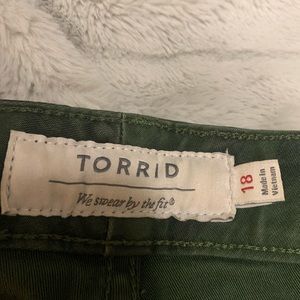 TORRID
We swear by the fit®
18
Made in
Vietnam